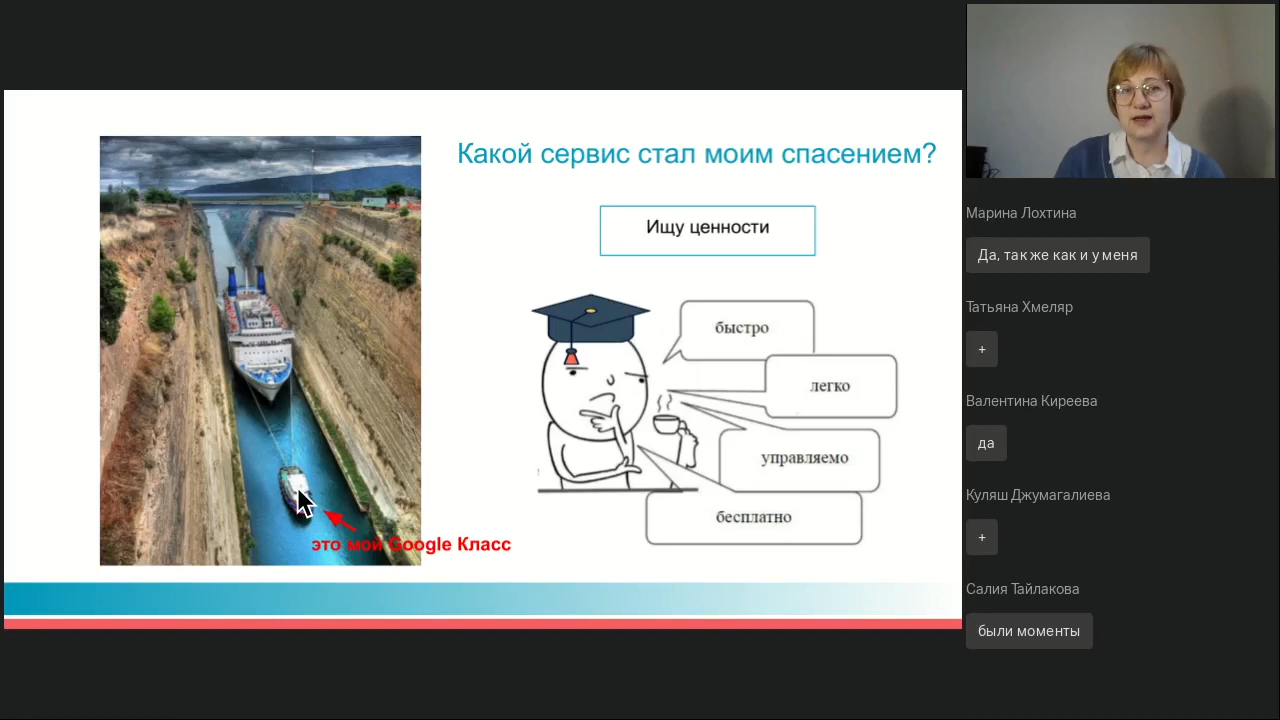 Какой сервис стал моим спасением?
Ищу ценности
быстро
легко
управляемо
бесплатно
это мой Google Класс
Марина Лохтина
Да, так же как и у меня
Татьяна Хмеляр
+
Валентина Киреева
да
Куляш Джумагалиева
+
Салия Тайлакова
были моменты